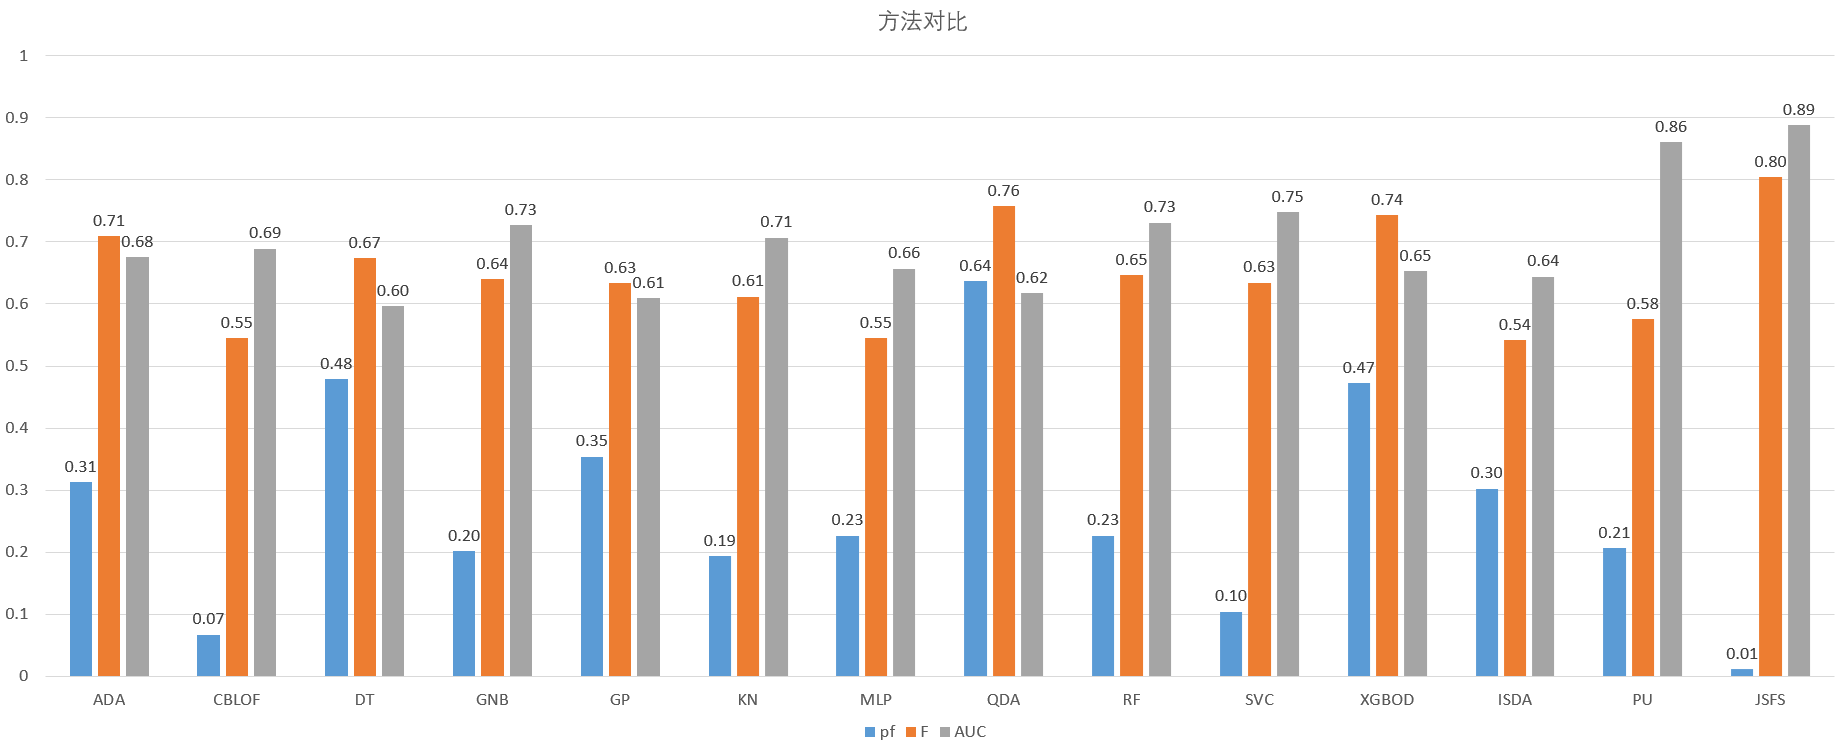 方法对比
1
0.9
0.8
0.7
0.6
0.5
0.4
0.3
0.2
0.1
0
0.31 0.71 0.68
0.07 0.55 0.69
0.48 0.67 0.60
0.20 0.64 0.73
0.35 0.63 0.61
0.19 0.61 0.71
0.23 0.55 0.66
0.64 0.76 0.62
0.23 0.65 0.73
0.10 0.63 0.75
0.47 0.74 0.65
0.30 0.54 0.64
0.21 0.58 0.86
0.01 0.80 0.89
ADA CBLOF DT GNB GP KN MLP QDA RF SVC XGBOD ISDA PU JSFS
pf F AUC